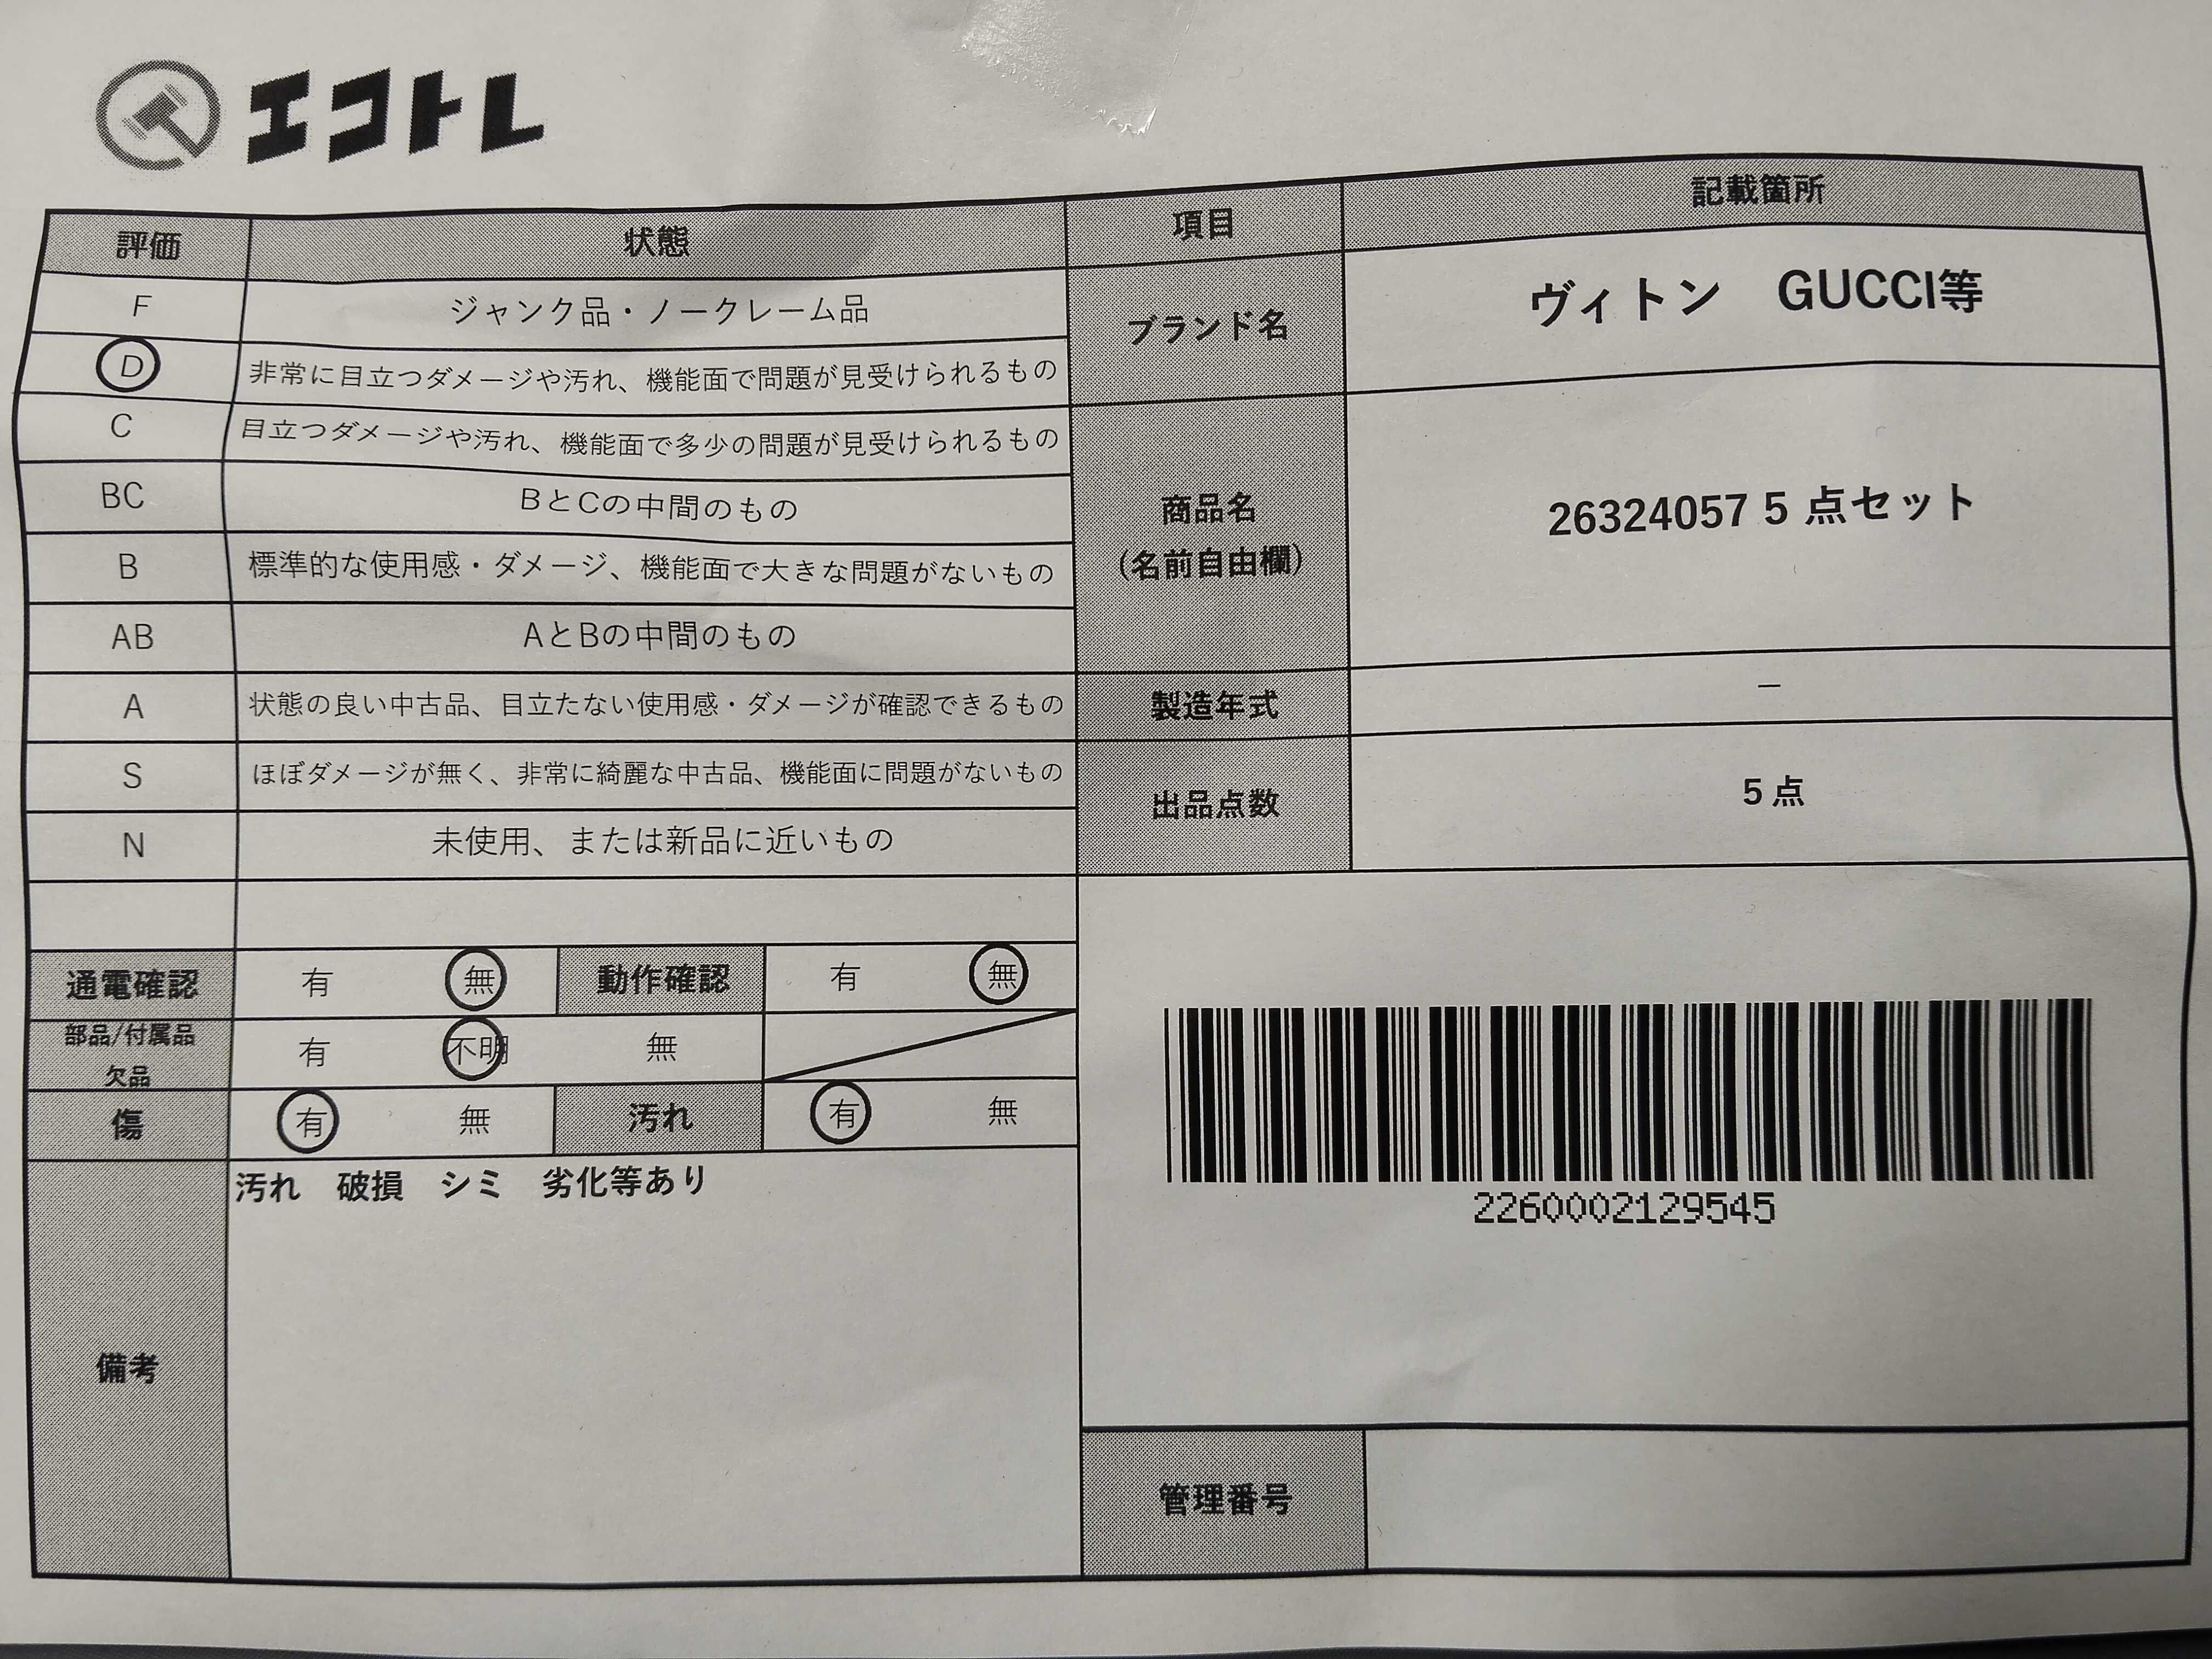 エコトレ
評価 状態
F ジャンク品・ノークレーム品
D 非常に目立つダメージや汚れ、機能面で問題が見受けられるもの
C 目立つダメージや汚れ、機能面で多少の問題が見受けられるもの
BC BとCの中間のもの
B 標準的な使用感・ダメージ、機能面で大きな問題がないもの
AB AとBの中間のもの
A 状態の良い中古品、目立たない使用感・ダメージが確認できるもの
S ほぼダメージが無く、非常に綺麗な中古品、機能面に問題がないもの
N 未使用、または新品に近いもの
通電確認 有 無 動作確認 有 無
部品/付属品
欠品 有 不明 無
傷 有 無 汚れ 有 無
備考 汚れ 破損 シミ 劣化等あり
項目 記載箇所
ブランド名 ヴィトン GUCCI等
商品名
(名前自由欄) 26324057 5 点セット
製造年式 ー
出品点数 5 点
2260002129545
管理番号